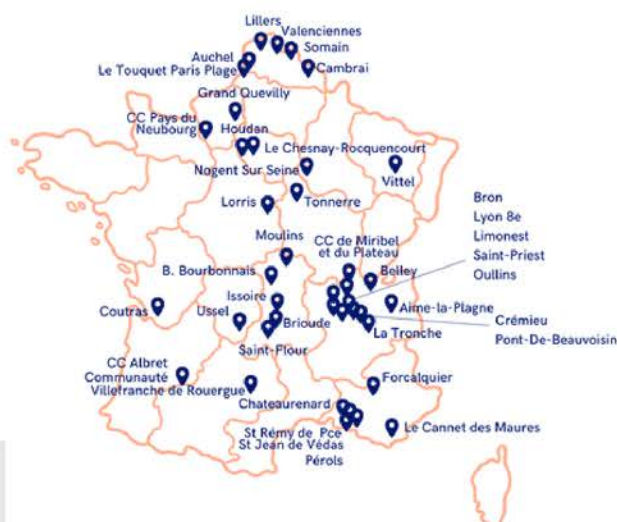 Lillers
Valenciennes
Somain
Auchel
Le Touquet Paris Plage
Cambrai
Grand Quevilly
CC Pays du
Neubourg
Houdan
Le Chesnay-Rocquencourt
Nogent Sur Seine
Vittel
Lorris
Tonnerre
Bron
Lyon 8e
Limonest
Saint-Priest
Oullins
Moulins
CC de Miribel
et du Plateau
B. Bourbonnais
Belley
Issoire
Aime-la-Plagne
Coutras
Ussel
Brioude
Crémieu
Pont-De-Beauvoisin
La Tronche
Saint-Flour
CC Albret
Communauté
Villefranche de Rouergue
Forcalquier
Chateaurenard
St Rémy de Pce
St Jean de Védas
Pérols
Le Cannet des Maures